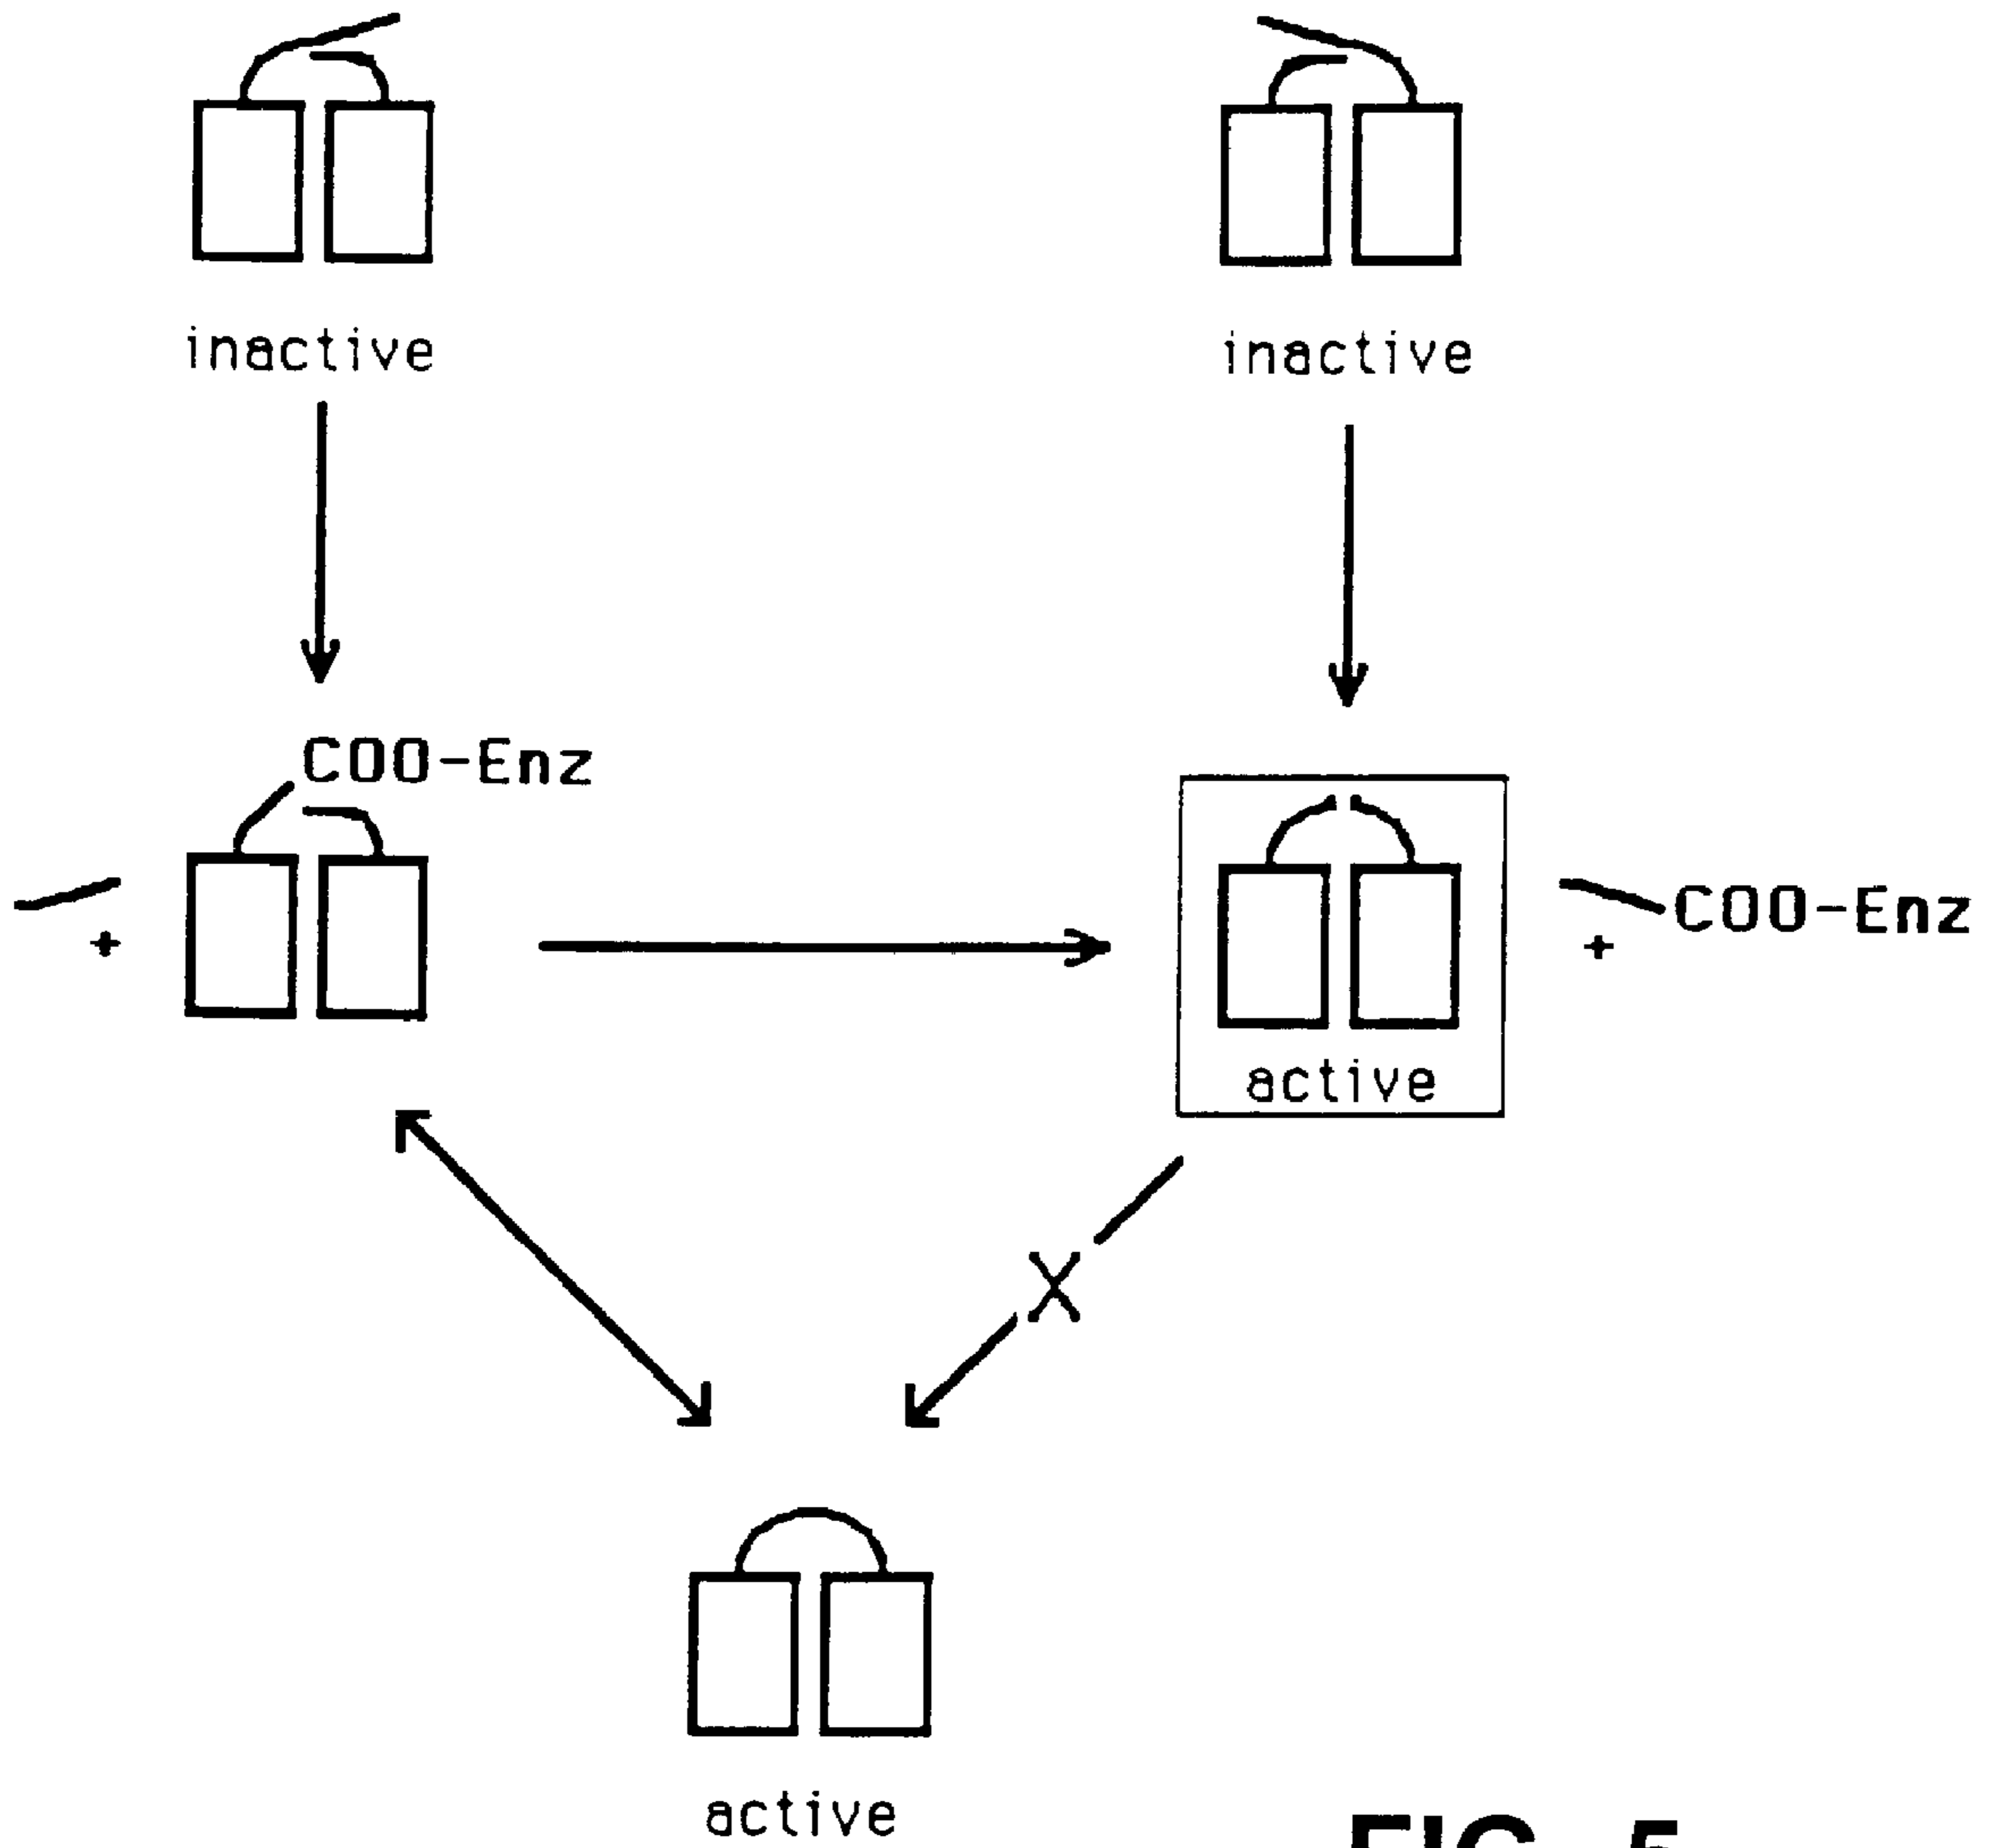 inactive
inactive
COO-Enz
+
COO-Enz
+
active
X
active
FIG. 5